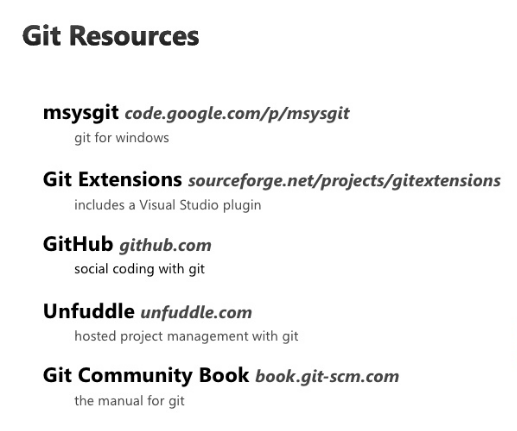 Git Resources
msysgit code.google.com/p/msysgit
git for windows
Git Extensions sourceforge.net/projects/gitextensions
includes a Visual Studio plugin
GitHub github.com
social coding with git
Unfuddle unfuddle.com
hosted project management with git
Git Community Book book.git-scm.com
the manual for git